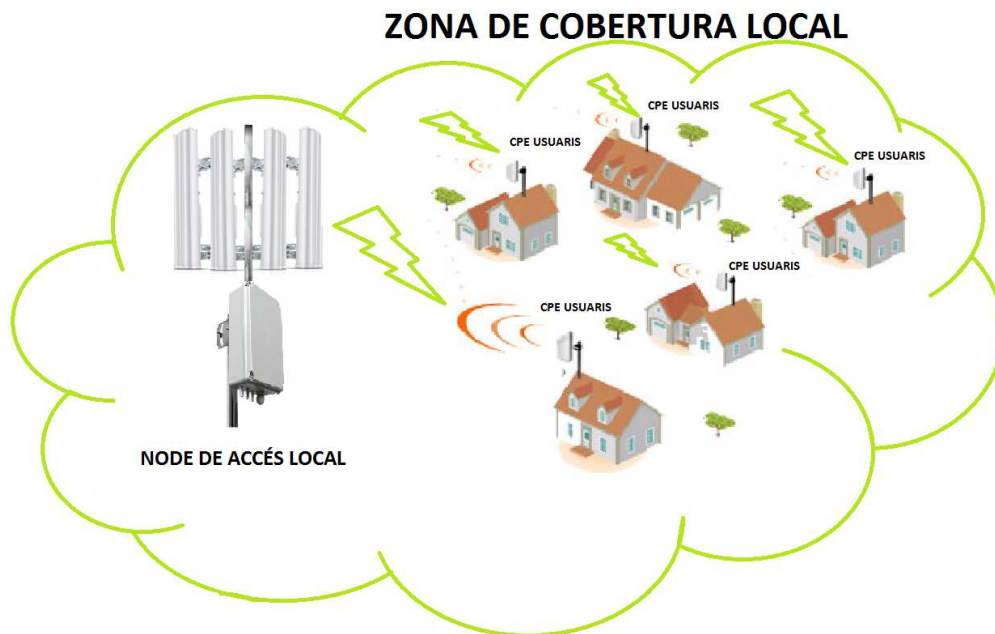 ZONA DE COBERTURA LOCAL
CPE USUARIS
CPE USUARIS
CPE USUARIS
CPE USUARIS
CPE USUARIS
NODE DE ACCÉS LOCAL